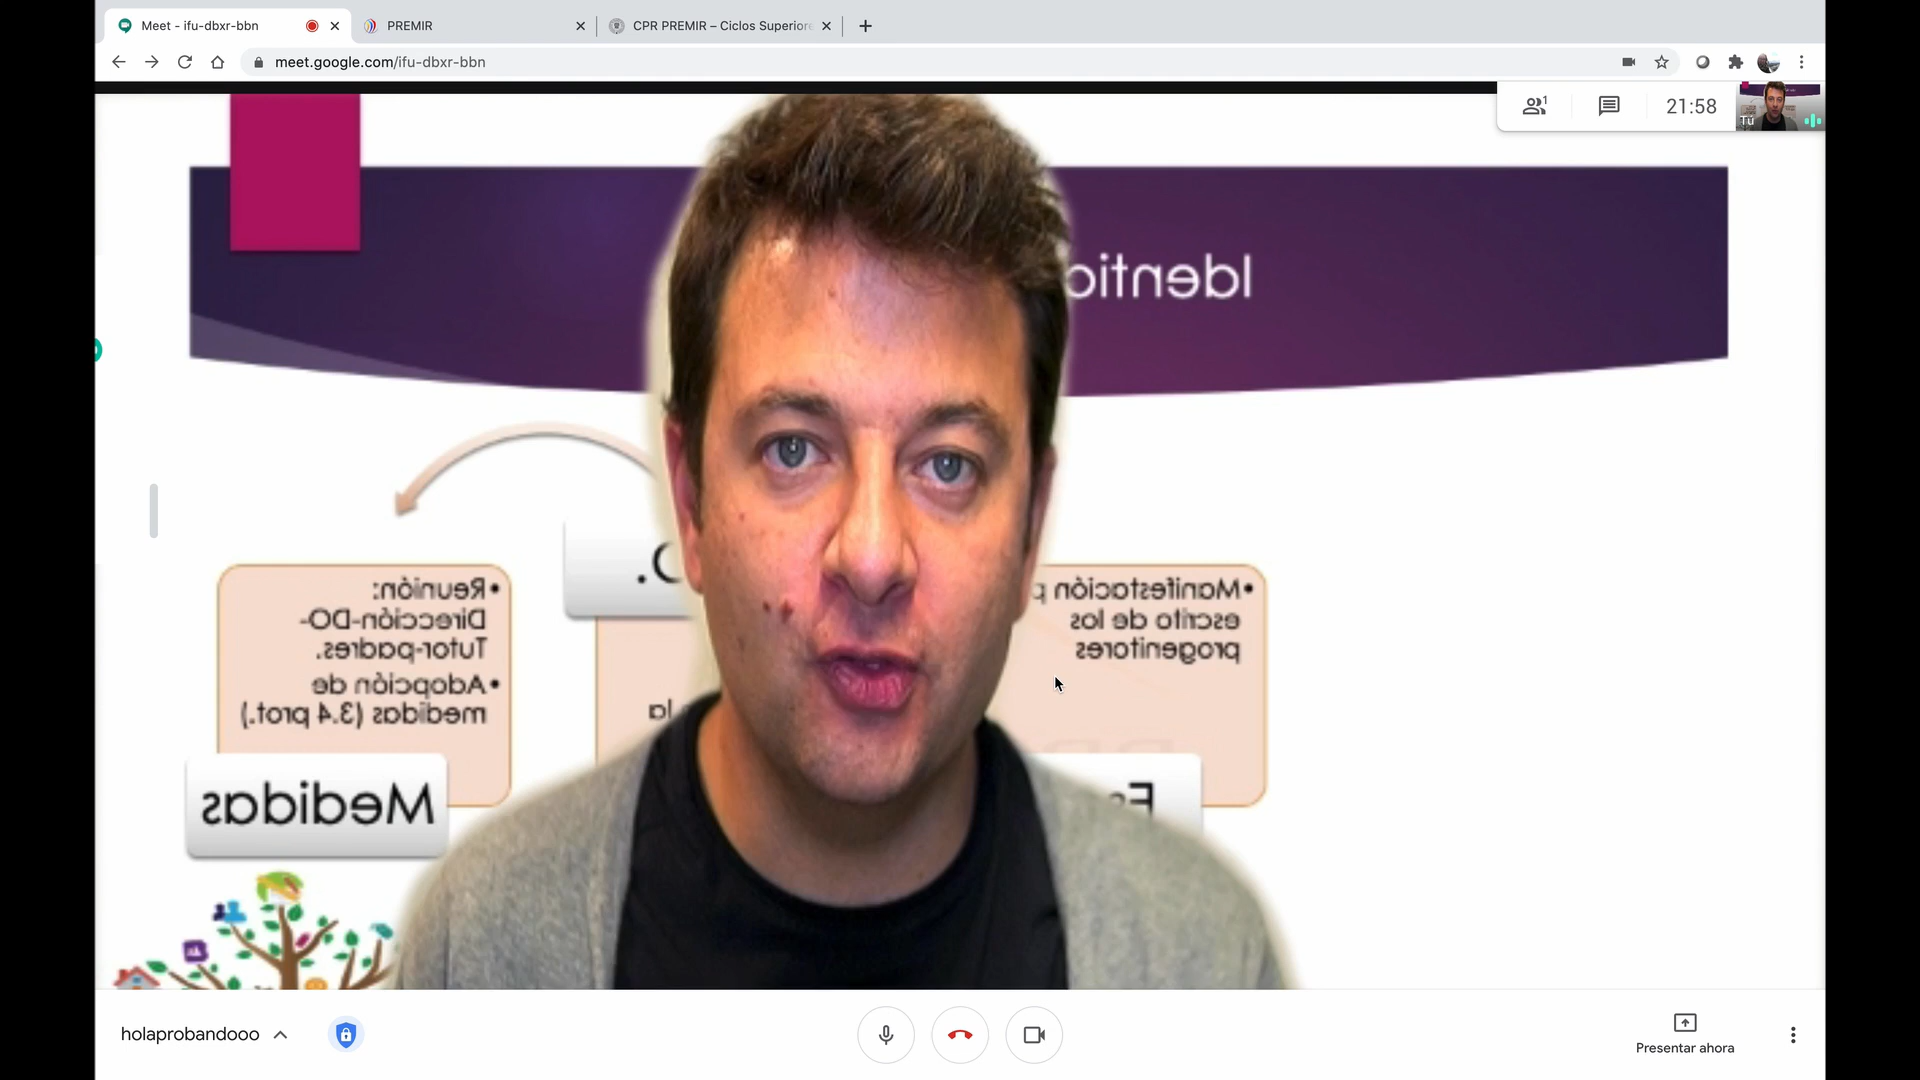 Meet - ifu-dbxr-bbn
PREMIR
CPR PREMIR – Ciclos Superior
meet.google.com/ifu-dbxr-bbn
1
21:58
Tú
•Reunión:
Dirección-DO-
Tutor-padres.
•Adopción de
medidas (3.4 prot.)
Medidas
O.
la
•Manifestación p
escrito de los
progenitores
holaprobandooo
Presentar ahora